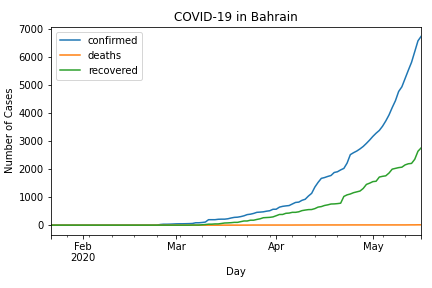 COVID-19 in Bahrain
confirmed
deaths
recovered
Number of Cases
7000
6000
5000
4000
3000
2000
1000
0
Feb
2020
Mar
Apr
May
Day